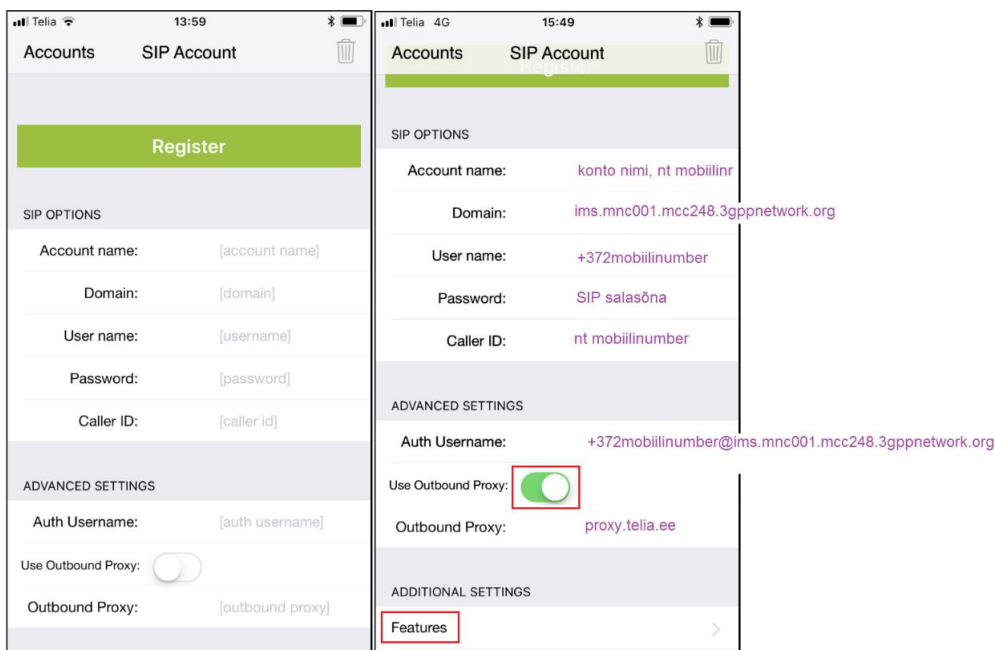 Telia 13:59
Accounts SIP Account
Register
SIP OPTIONS
Account name: [account name]
Domain: [domain]
User name: [username]
Password: [password]
Caller ID: [caller id]
ADVANCED SETTINGS
Auth Username: [auth username]
Use Outbound Proxy:
Outbound Proxy: [outbound proxy]
Telia 4G 15:49
Accounts SIP Account
Register
SIP OPTIONS
Account name: konto nimi, nt mobiilinr
Domain: ims.mnc001.mcc248.3gppnetwork.org
User name: +372mobiilinumber
Password: SIP salasõna
Caller ID: nt mobiilinumber
ADVANCED SETTINGS
Auth Username: +372mobiilinumber@ims.mnc001.mcc248.3gppnetwork.org
Use Outbound Proxy:
Outbound Proxy: proxy.telia.ee
ADDITIONAL SETTINGS
Features